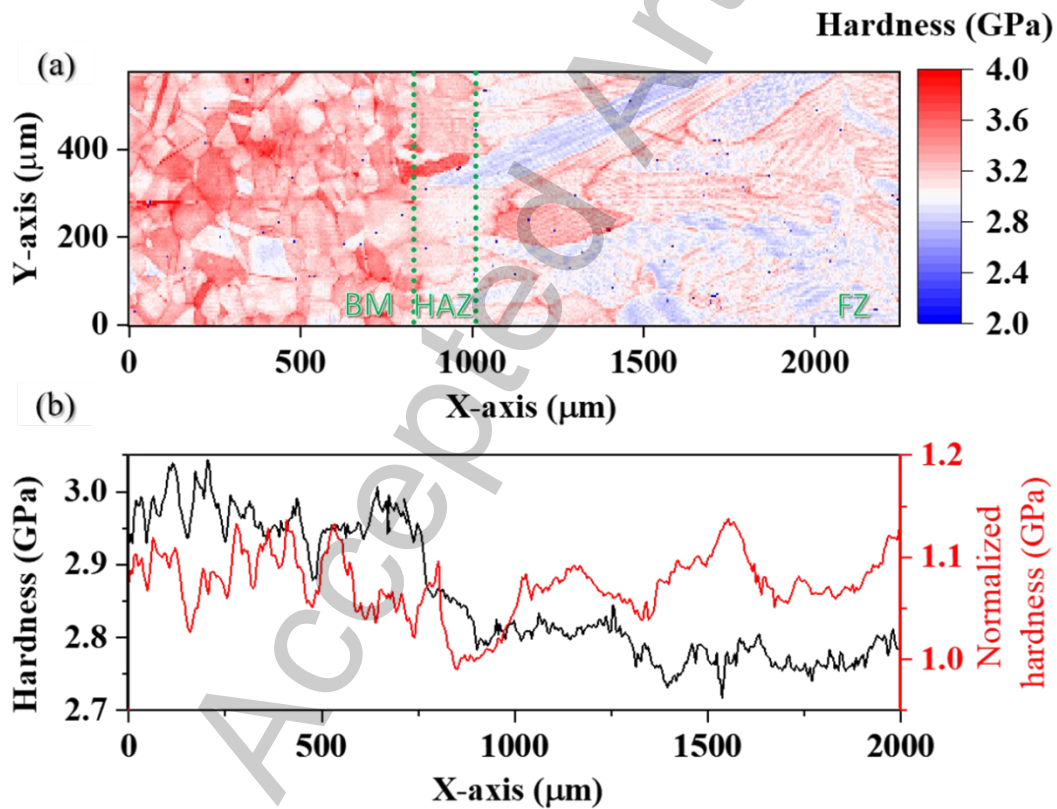 Hardness (GPa)
(a)
4.0
3.6
3.2
2.8
2.4
2.0
Y-axis (μm)
400
200
0
BM HAZ FZ
0 500 1000 1500 2000
X-axis (μm)
(b)
Hardness (GPa)
3.0
2.9
2.8
2.7
1.2
1.1
1.0
Normalized
hardness (GPa)
0 500 1000 1500 2000
X-axis (μm)